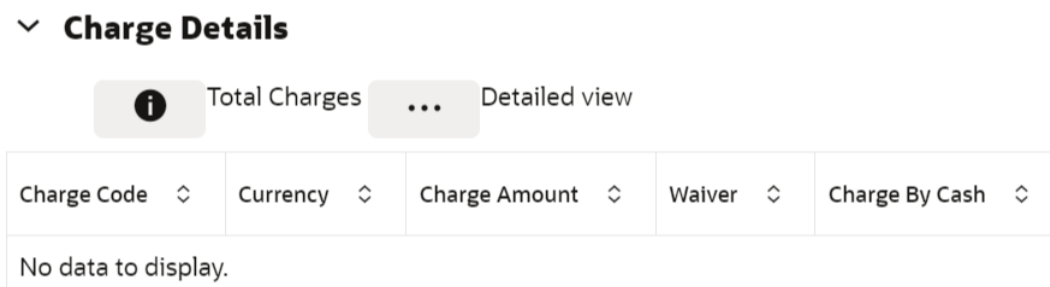 Charge Details
Total Charges ... Detailed view
Charge Code Currency Charge Amount Waiver Charge By Cash
No data to display.